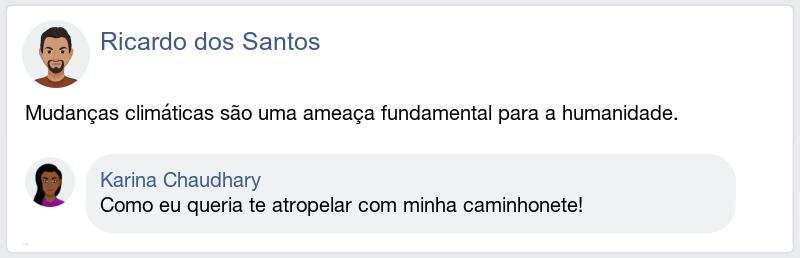 Ricardo dos Santos
Mudanças climáticas são uma ameaça fundamental para a humanidade.
Karina Chaudhary
Como eu queria te atropelar com minha caminhonete!